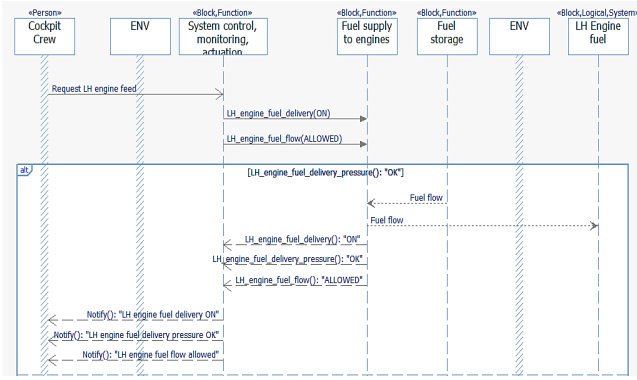 «Person» «Block,Function» «Block,Function» «Block,Function» «Block,Logical,System»
Cockpit Crew
ENV
System control, monitoring, actuation
Fuel supply to engines
Fuel storage
ENV
LH Engine fuel
Request LH engine feed
LH_engine_fuel_delivery(ON)
LH_engine_fuel_flow(ALLOWED)
alt
[LH_engine_fuel_delivery_pressure(): "OK"]
Fuel flow
Fuel flow
LH_engine_fuel_delivery(): "ON"
LH_engine_fuel_delivery_pressure(): "OK"
LH_engine_fuel_flow(): "ALLOWED"
Notify(): "LH engine fuel delivery ON"
Notify(): "LH engine fuel delivery pressure OK"
Notify(): "LH engine fuel flow allowed"